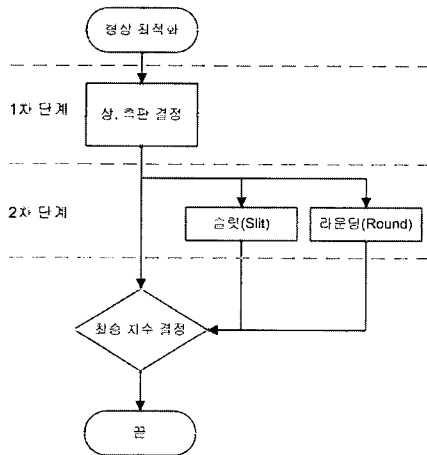 형상 최적화
1차 단계
상, 흑판 결정
2차 단계
슬릿(Slit)
라운딩(Round)
최종 치수 결정
끝